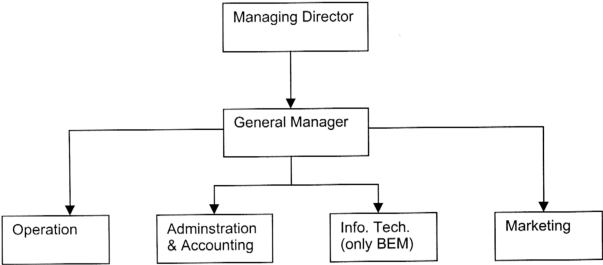 Managing Director
General Manager
Operation
Adminstration
& Accounting
Info. Tech.
(only BEM)
Marketing